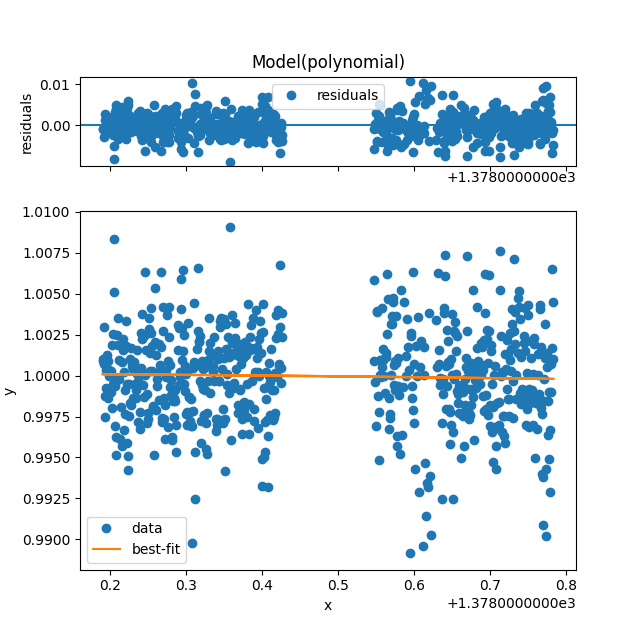 Model(polynomial)
0.01
0.00
residuals
residuals
+1.3780000000e3
1.0100
1.0075
1.0050
1.0025
1.0000
0.9975
0.9950
0.9925
0.9900
y
data
best-fit
0.2 0.3 0.4 0.5 0.6 0.7 0.8
x
+1.3780000000e3